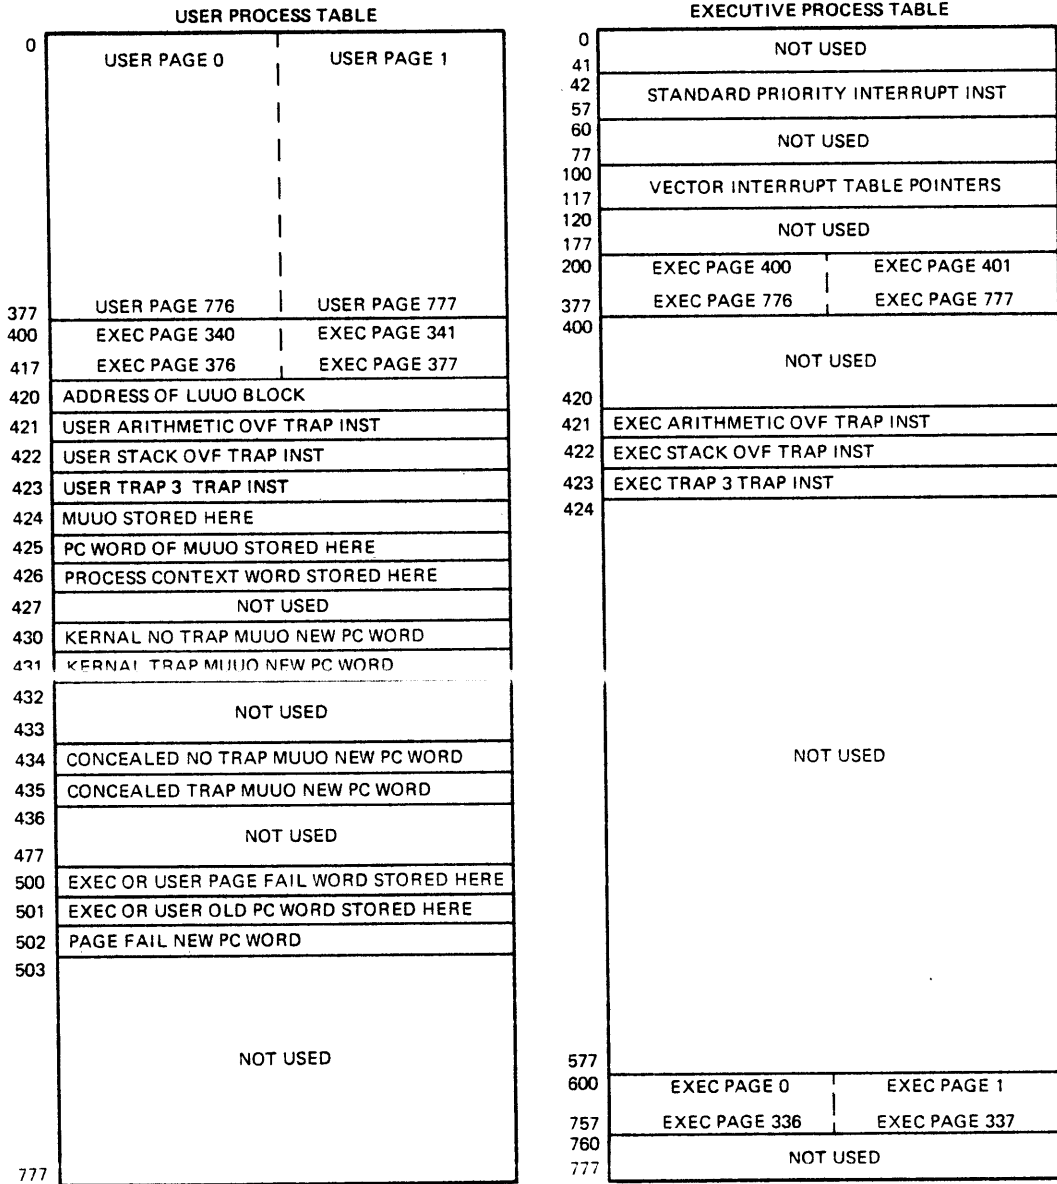 USER PROCESS TABLE
0 USER PAGE 0 USER PAGE 1
377 USER PAGE 776 USER PAGE 777
400 EXEC PAGE 340 EXEC PAGE 341
417 EXEC PAGE 376 EXEC PAGE 377
420 ADDRESS OF LUUO BLOCK
421 USER ARITHMETIC OVF TRAP INST
422 USER STACK OVF TRAP INST
423 USER TRAP 3 TRAP INST
424 MUUO STORED HERE
425 PC WORD OF MUUO STORED HERE
426 PROCESS CONTEXT WORD STORED HERE
427 NOT USED
430 KERNAL NO TRAP MUUO NEW PC WORD
431 KERNAL TRAP MUUO NEW PC WORD
432
NOT USED
433
434 CONCEALED NO TRAP MUUO NEW PC WORD
435 CONCEALED TRAP MUUO NEW PC WORD
436
NOT USED
477
500 EXEC OR USER PAGE FAIL WORD STORED HERE
501 EXEC OR USER OLD PC WORD STORED HERE
502 PAGE FAIL NEW PC WORD
503
NOT USED
777
EXECUTIVE PROCESS TABLE
0
NOT USED
41
42
STANDARD PRIORITY INTERRUPT INST
57
60
NOT USED
77
100
VECTOR INTERRUPT TABLE POINTERS
117
120
NOT USED
177
200 EXEC PAGE 400 EXEC PAGE 401
377 EXEC PAGE 776 EXEC PAGE 777
400
NOT USED
420
421 EXEC ARITHMETIC OVF TRAP INST
422 EXEC STACK OVF TRAP INST
423 EXEC TRAP 3 TRAP INST
424
NOT USED
577
600 EXEC PAGE 0 EXEC PAGE 1
757 EXEC PAGE 336 EXEC PAGE 337
760
NOT USED
777